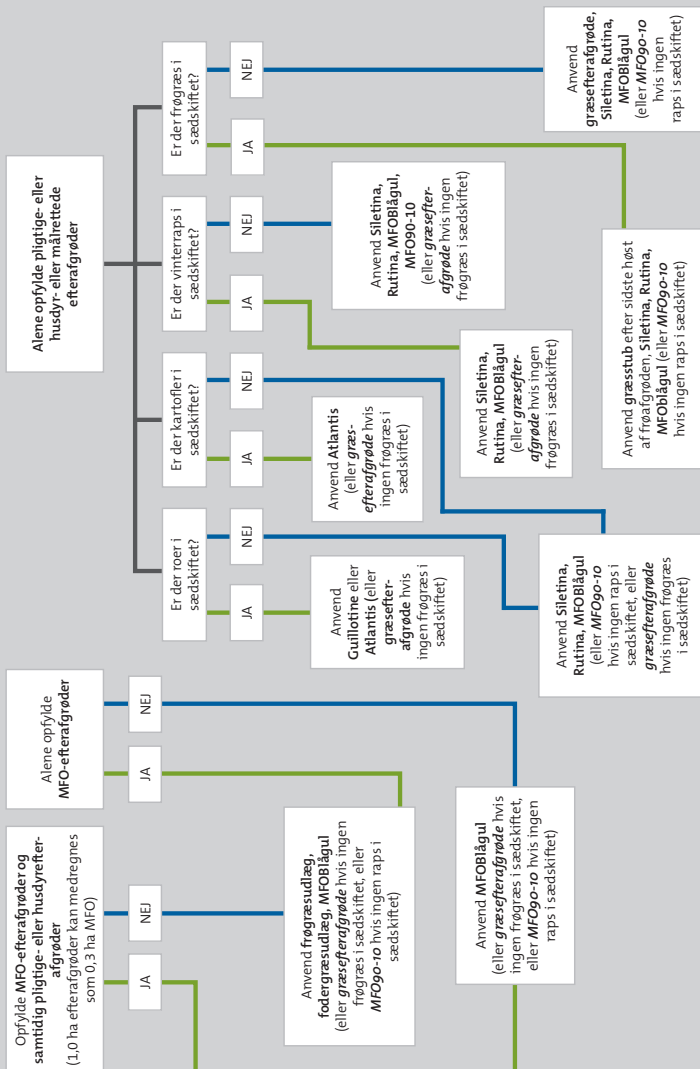 Opfylde MFO-efterafgrøder og
samtidig pligtige- eller husdyrefter-
afgrøder
(1,0 ha efterafgrøder kan medregnes
som 0,3 ha MFO)
JA
NEJ
Alene opfylde
MFO-efterafgrøder
JA
NEJ
Anvend frøgræsudlæg,
fodergræsudlæg, MFOBlågul
(eller græsefterafgrøde hvis ingen
frøgræs i sædskiftet, eller
MFO90-10 hvis ingen raps i
sædskiftet)
Anvend MFOBlågul
(eller græsefterafgrøde hvis
ingen frøgræs i sædskiftet,
eller MFO90-10 hvis ingen
raps i sædskiftet)
Alene opfylde pligtige- eller
husdyr- eller målrettede
efterafgrøder
Er der roer i
sædskiftet?
JA
NEJ
Er der kartofler i
sædskiftet?
JA
NEJ
Er der vinterraps i
sædskiftet?
JA
NEJ
Er der frøgræs i
sædskiftet?
JA
NEJ
Anvend
Guillotine eller
Atlantis (eller
græsefter-
afgrøde hvis
ingen frøgræs i
sædskiftet)
Anvend Atlantis
(eller græs-
efterafgrøde hvis
ingen frøgræs i
sædskiftet)
Anvend Siletina,
Rutina, MFOBlågul,
MFO90-10
(eller græsefter-
afgrøde hvis ingen
frøgræs i sædskiftet)
Anvend Siletina,
Rutina, MFOBlågul
(eller græsefter-
afgrøde hvis ingen
frøgræs i sædskiftet)
Anvend Siletina,
Rutina, MFOBlågul
(eller MFO90-10
hvis ingen raps i
sædskiftet, eller
græsefterafgrøde
hvis ingen frøgræs
i sædskiftet)
Anvend græsstub efter sidste høst
af frøafgrøden, Siletina, Rutina,
MFOblågul (eller MFO90-10
hvis ingen raps i sædskiftet)
Anvend
græsefterafgrøde,
Siletina, Rutina,
MFOBlågul
(eller MFO90-10
hvis ingen
raps i sædskiftet)